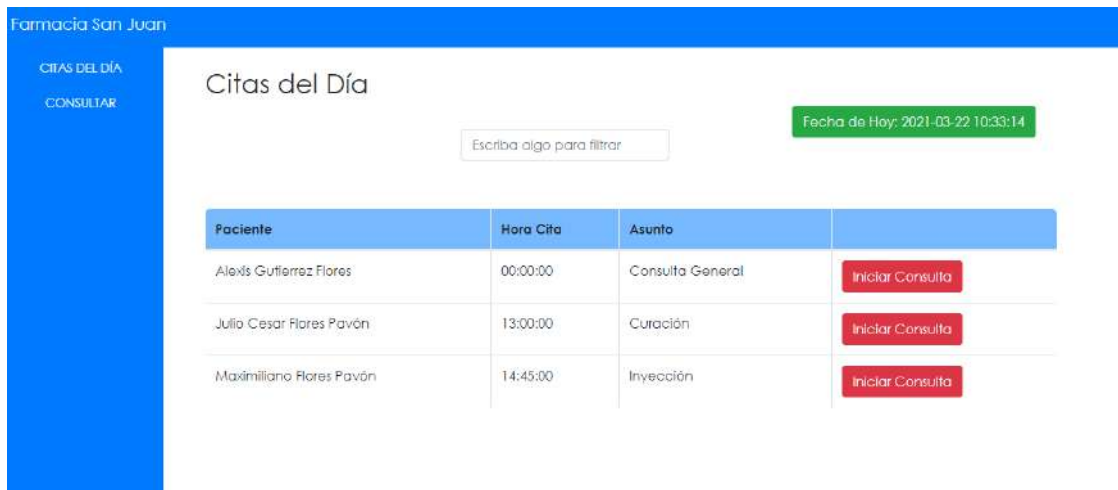 Farmacia San Juan
CITAS DEL DÍA
CONSULTAR
Citas del Día
Fecha de Hoy: 2021-03-22 10:33:14
Escriba algo para filtrar
Paciente Hora Cita Asunto
Alexis Gutierrez Flores 00:00:00 Consulta General Iniciar Consulta
Julio Cesar Flores Pavón 13:00:00 Curación Iniciar Consulta
Maximiliano Flores Pavón 14:45:00 Inyección Iniciar Consulta